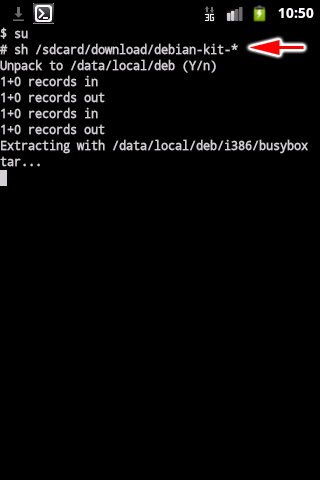 3G
10:50
$ su
# sh /sdcard/download/debian-kit-*
Unpack to /data/local/deb (Y/n)
1+0 records in
1+0 records out
1+0 records in
1+0 records out
Extracting with /data/local/deb/i386/busybox
tar...